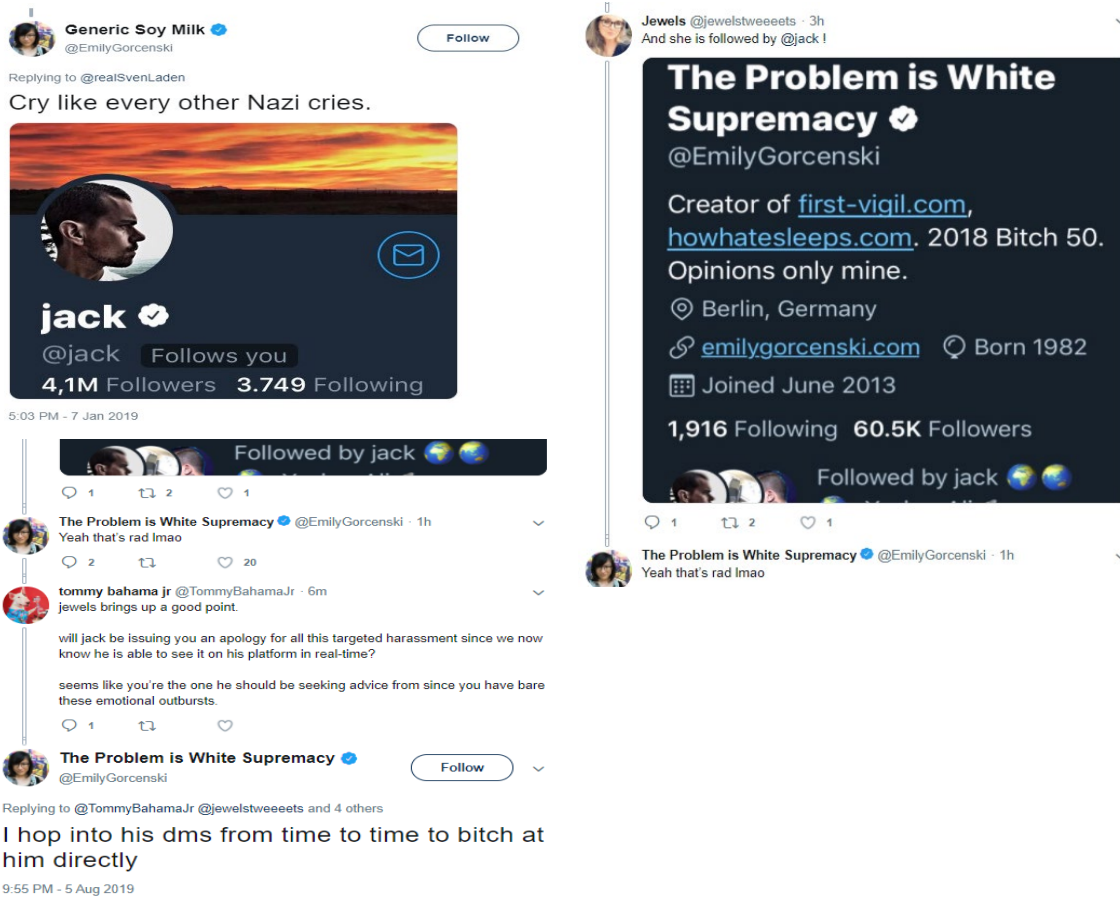 Generic Soy Milk
@EmilyGorcenski
Follow
Replying to @realSvenLaden
Cry like every other Nazi cries.
jack
@jack Follows you
4,1M Followers 3.749 Following
5:03 PM - 7 Jan 2019
Followed by jack
1 2 1
The Problem is White Supremacy @EmilyGorcenski · 1h
Yeah that's rad lmao
2 20
tommy bahama jr @TommyBahamaJr · 6m
jewels brings up a good point.
will jack be issuing you an apology for all this targeted harassment since we now
know he is able to see it on his platform in real-time?
seems like you're the one he should be seeking advice from since you have bare
these emotional outbursts.
1
The Problem is White Supremacy
@EmilyGorcenski
Follow
Replying to @TommyBahamaJr @jewelstweeeets and 4 others
I hop into his dms from time to time to bitch at
him directly
9:55 PM - 5 Aug 2019
Jewels @jewelstweeeets · 3h
And she is followed by @jack !
The Problem is White
Supremacy
@EmilyGorcenski
Creator of first-vigil.com,
howhatesleeps.com. 2018 Bitch 50.
Opinions only mine.
Berlin, Germany
emilygorcenski.com Born 1982
Joined June 2013
1,916 Following 60.5K Followers
Followed by jack
1 2 1
The Problem is White Supremacy @EmilyGorcenski · 1h
Yeah that's rad lmao